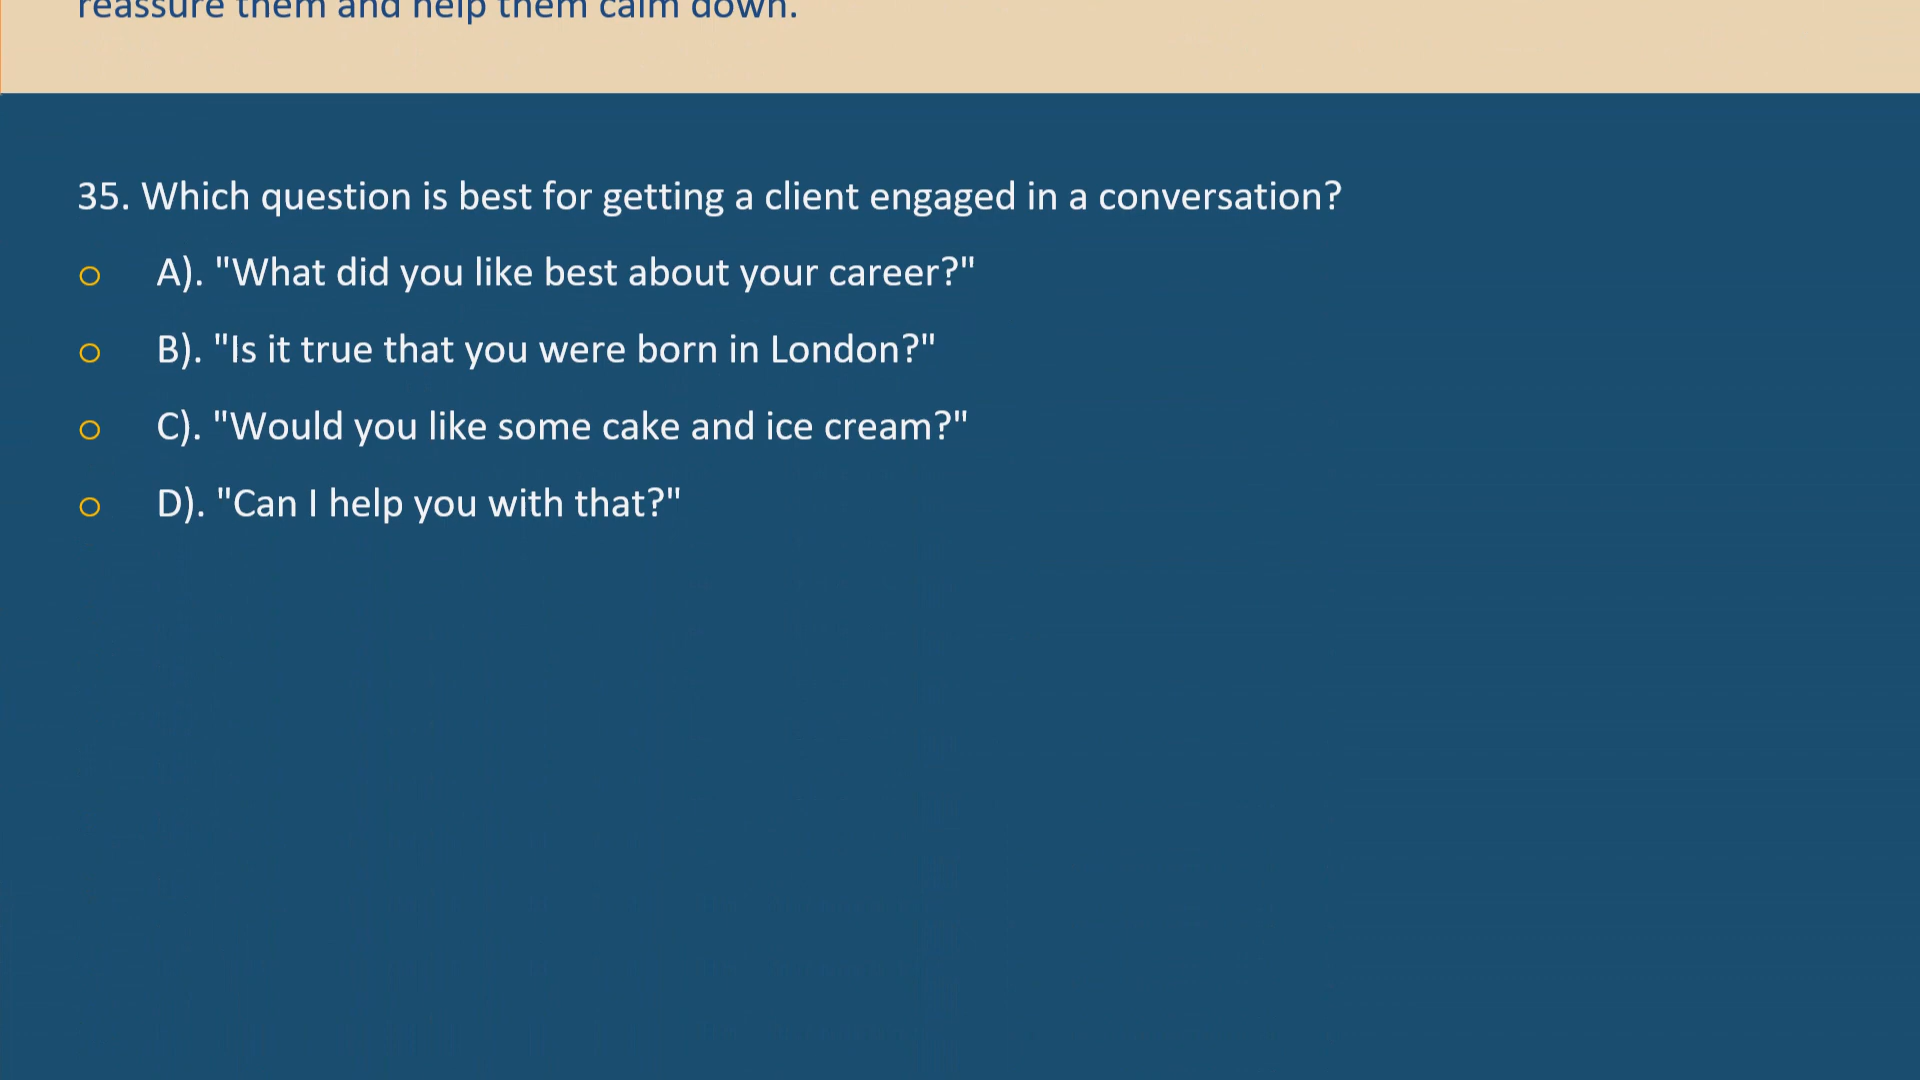 reassure them and help them calm down.
35. Which question is best for getting a client engaged in a conversation?
o A). "What did you like best about your career?"
o B). "Is it true that you were born in London?"
o C). "Would you like some cake and ice cream?"
o D). "Can I help you with that?"